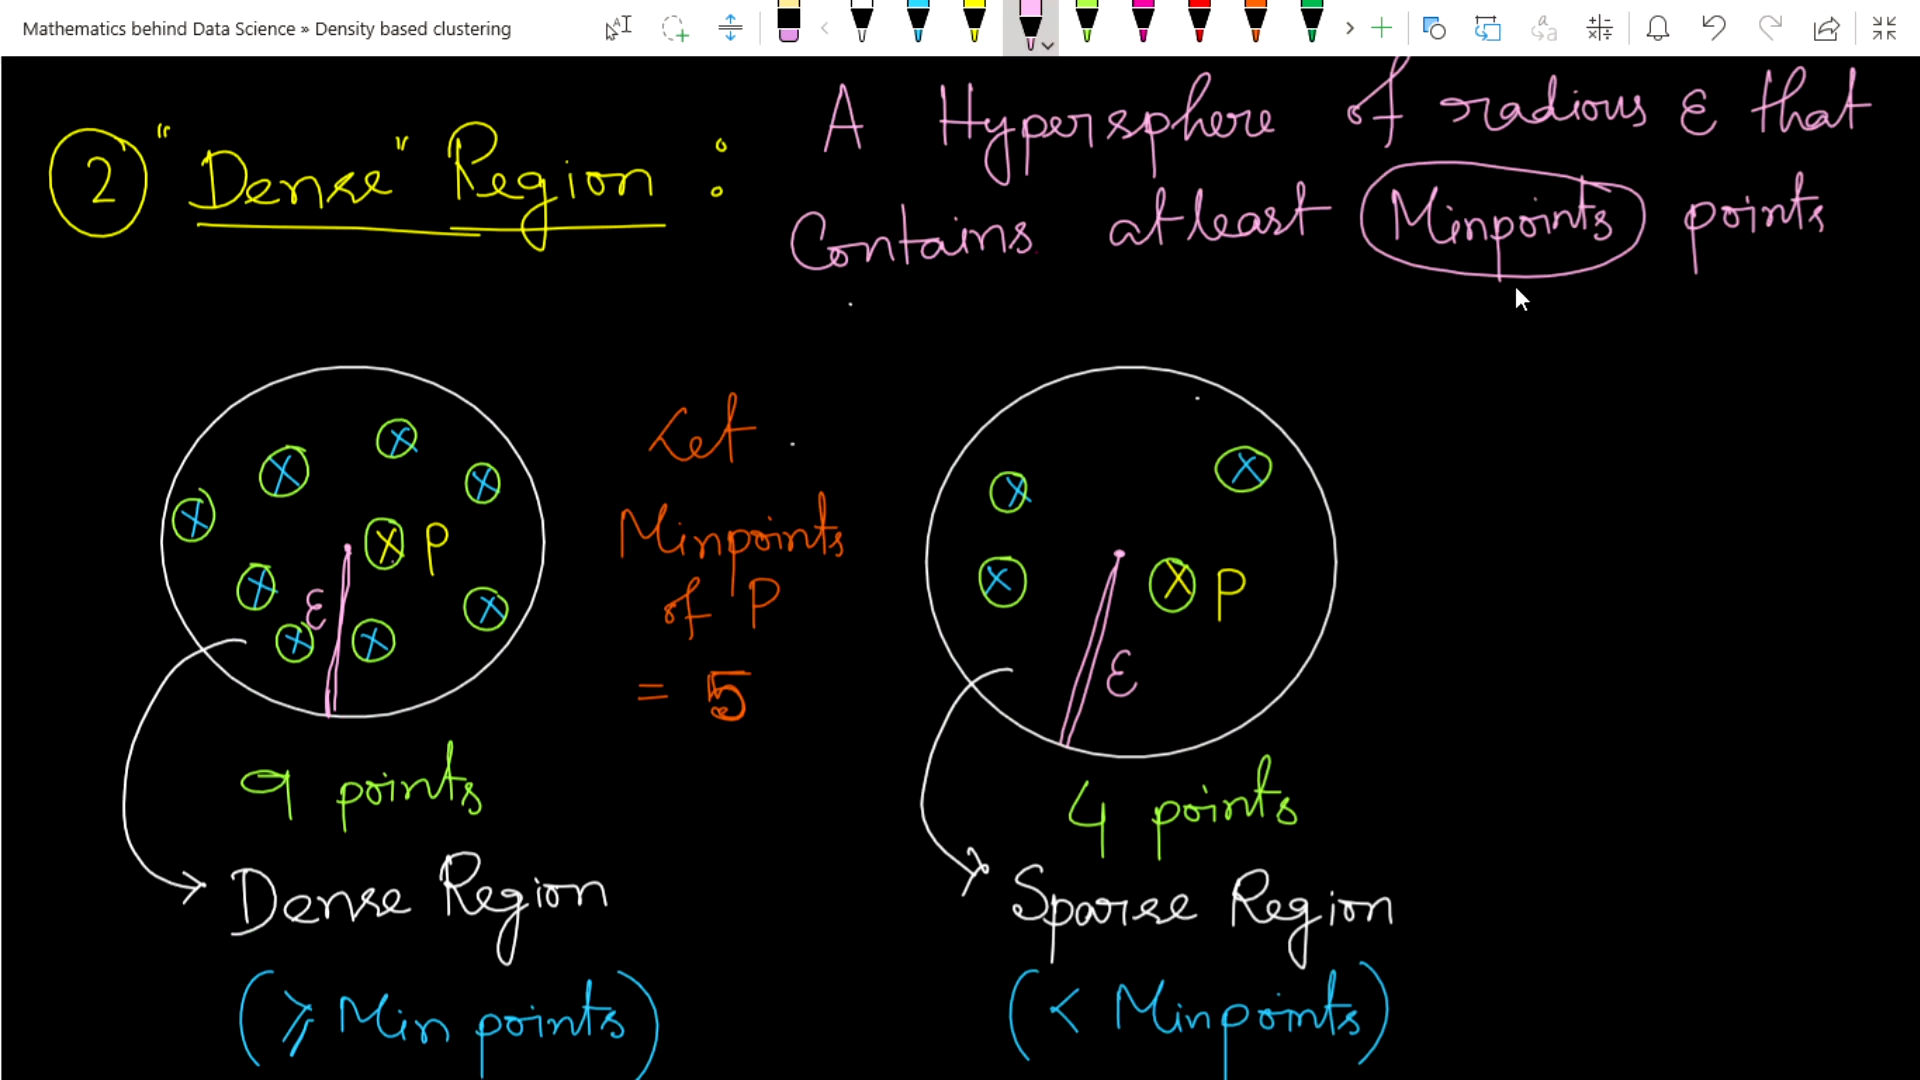 Mathematics behind Data Science » Density based clustering
A Hypersphere of radious ε that
② "Dense" Region :
Contains atleast Minpoints points
Let
Minpoints
of P
= 5
P
ε
P
ε
9 points
4 points
Dense Region
Sparse Region
(≥ Min points)
(< Minpoints)